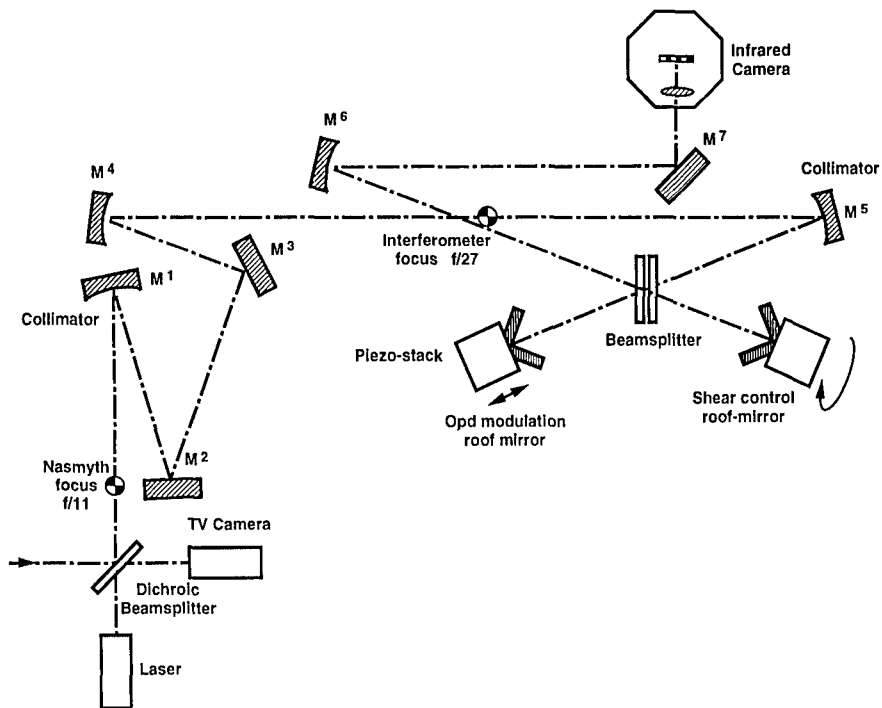 Infrared
Camera
M6
M7
M4
Collimator
M5
M3
Interferometer
focus f/27
M1
Collimator
Beamsplitter
Piezo-stack
Opd modulation
roof mirror
Shear control
roof-mirror
M2
Nasmyth
focus
f/11
TV Camera
Dichroic
Beamsplitter
Laser